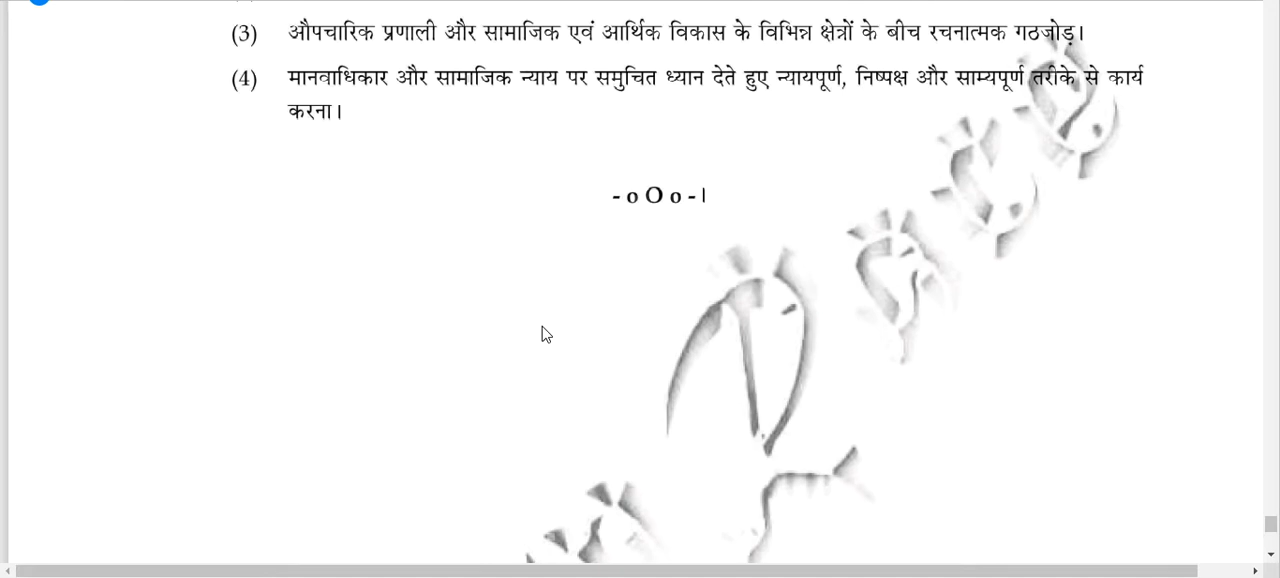 (3) औपचारिक प्रणाली और सामाजिक एवं आर्थिक विकास के विभिन्न क्षेत्रों के बीच रचनात्मक गठजोड़।
(4) मानवाधिकार और सामाजिक न्याय पर समुचित ध्यान देते हुए न्यायपूर्ण, निष्पक्ष और साम्यपूर्ण तरीके से कार्य
करना।
- o O o -।